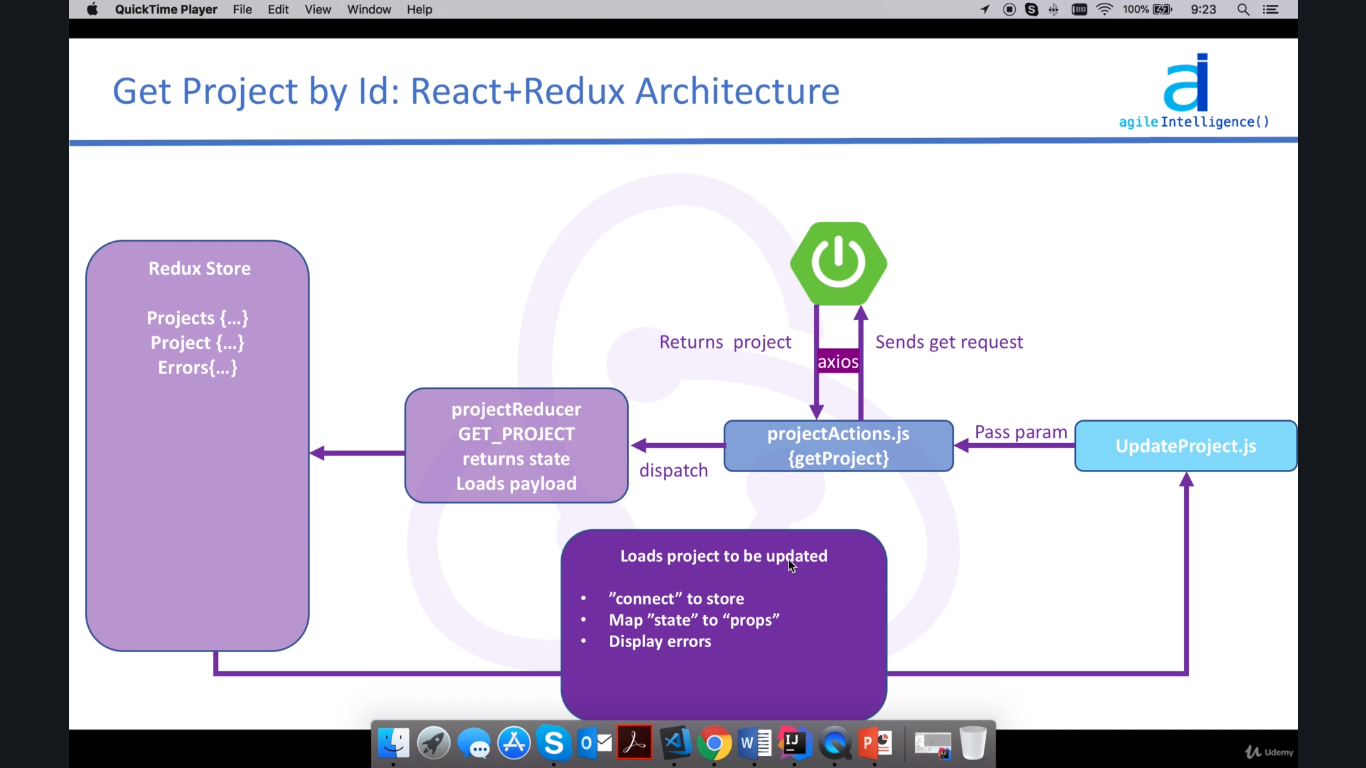 QuickTime Player File Edit View Window Help 100% 9:23
Get Project by Id: React+Redux Architecture
ai
agileIntelligence()
Redux Store
Projects {...}
Project {...}
Errors{...}
Returns project
Sends get request
axios
projectReducer
GET_PROJECT
returns state
Loads payload
dispatch
projectActions.js
{getProject}
Pass param
UpdateProject.js
Loads project to be updated
• ”connect” to store
• Map ”state” to “props”
• Display errors
Udemy